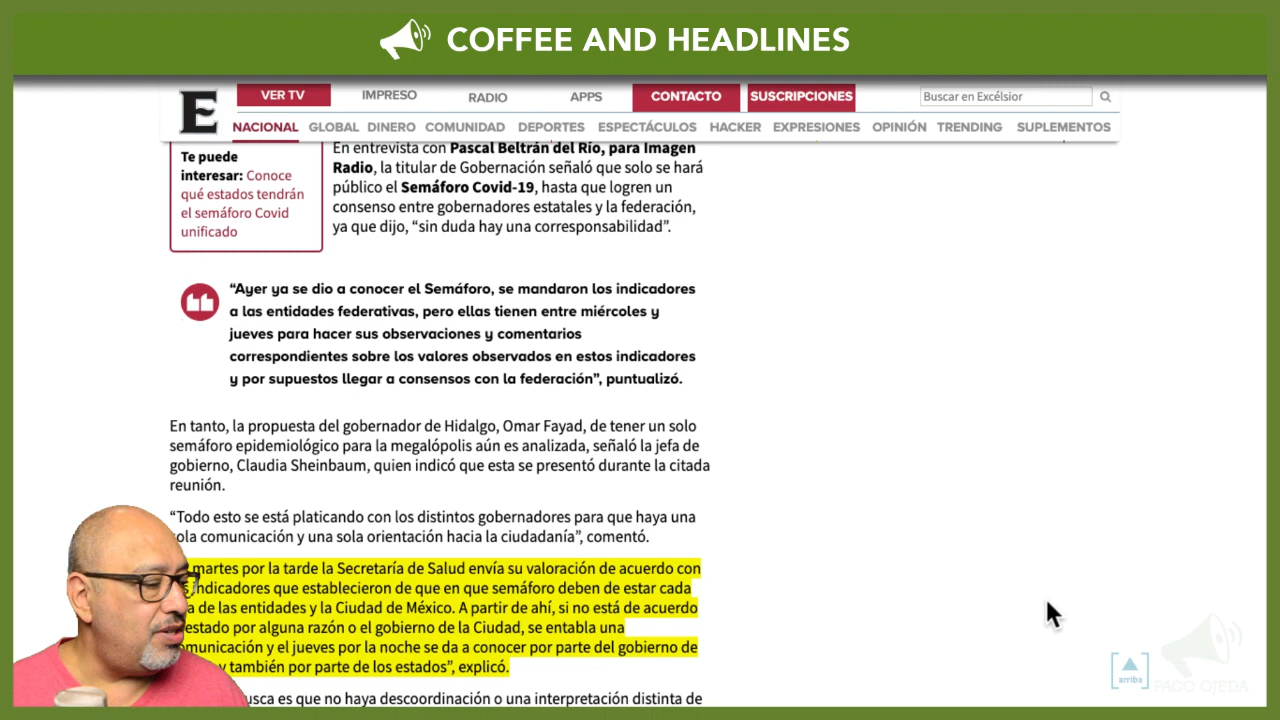 COFFEE AND HEADLINES
E
VER TV IMPRESO RADIO APPS CONTACTO SUSCRIPCIONES Buscar en Excélsior
NACIONAL GLOBAL DINERO COMUNIDAD DEPORTES ESPECTÁCULOS HACKER EXPRESIONES OPINIÓN TRENDING SUPLEMENTOS
Te puede
interesar: Conoce
qué estados tendrán
el semáforo Covid
unificado
En entrevista con Pascal Beltrán del Río, para Imagen
Radio, la titular de Gobernación señaló que solo se hará
público el Semáforo Covid-19, hasta que logren un
consenso entre gobernadores estatales y la federación,
ya que dijo, “sin duda hay una corresponsabilidad”.
“Ayer ya se dio a conocer el Semáforo, se mandaron los indicadores
a las entidades federativas, pero ellas tienen entre miércoles y
jueves para hacer sus observaciones y comentarios
correspondientes sobre los valores observados en estos indicadores
y por supuestos llegar a consensos con la federación”, puntualizó.
En tanto, la propuesta del gobernador de Hidalgo, Omar Fayad, de tener un solo
semáforo epidemiológico para la megalópolis aún es analizada, señaló la jefa de
gobierno, Claudia Sheinbaum, quien indicó que esta se presentó durante la citada
reunión.
“Todo esto se está platicando con los distintos gobernadores para que haya una
ola comunicación y una sola orientación hacia la ciudadanía”, comentó.
martes por la tarde la Secretaría de Salud envía su valoración de acuerdo con
indicadores que establecieron de que en que semáforo deben de estar cada
a de las entidades y la Ciudad de México. A partir de ahí, si no está de acuerdo
estado por alguna razón o el gobierno de la Ciudad, se entabla una
omunicación y el jueves por la noche se da a conocer por parte del gobierno de
y también por parte de los estados”, explicó.
usca es que no haya descoordinación o una interpretación distinta de
arriba
PACO OJEDA